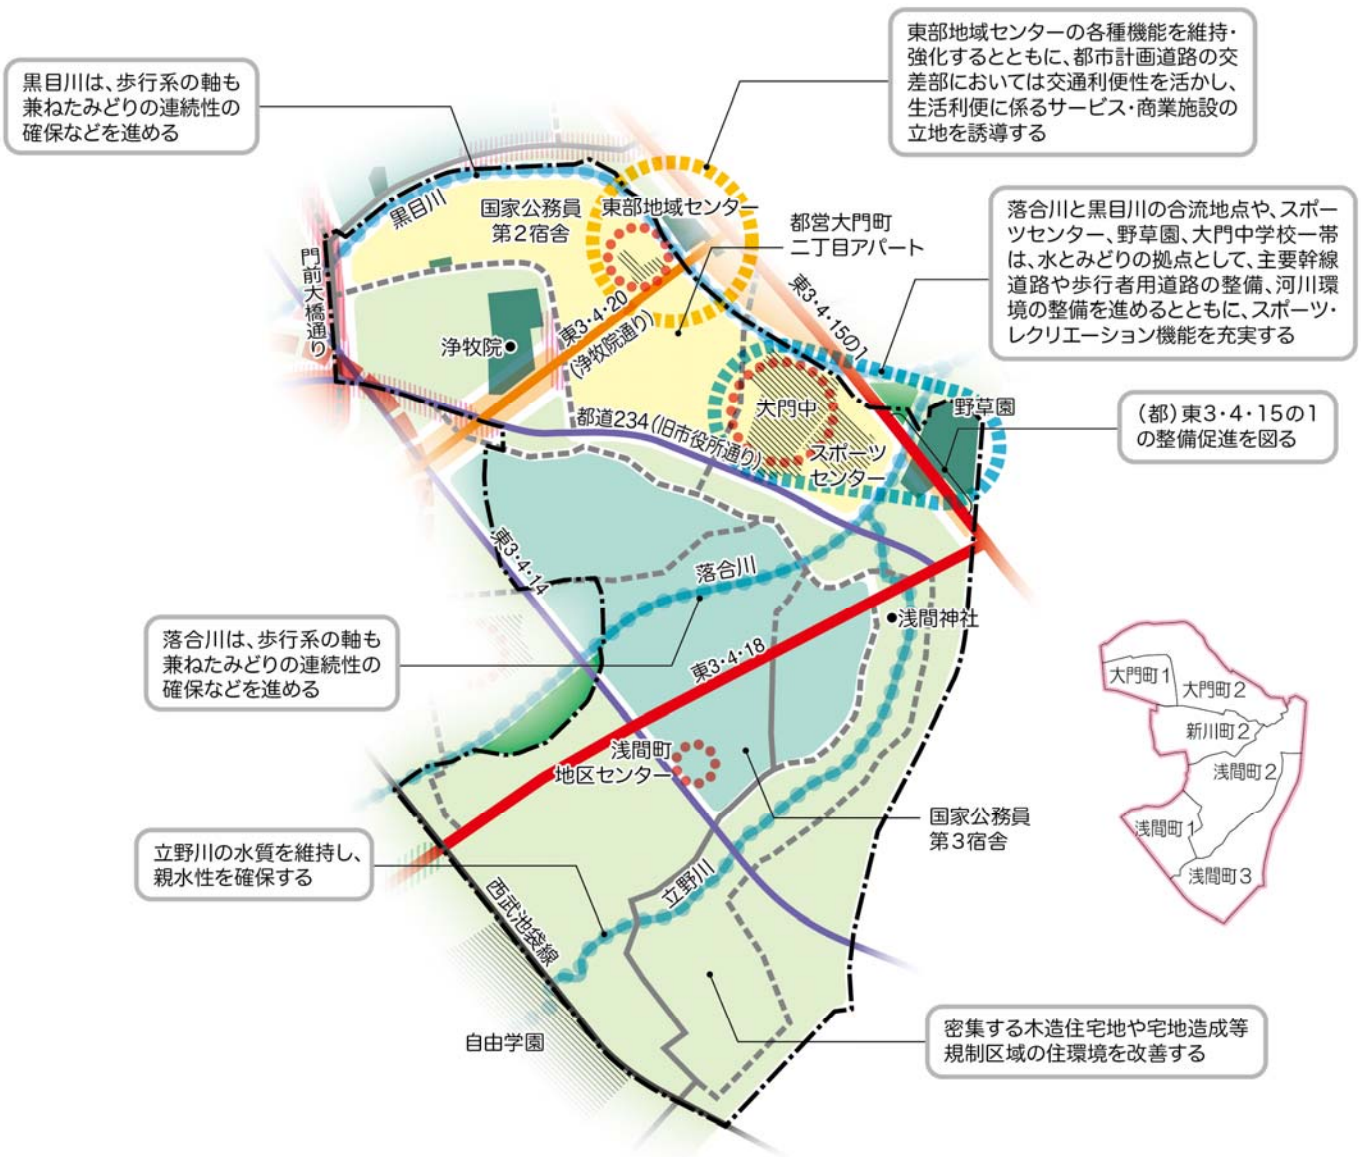 東部地域センターの各種機能を維持・
強化するとともに、都市計画道路の交
差部においては交通利便性を活かし、
生活利便に係るサービス・商業施設の
立地を誘導する
黒目川は、歩行系の軸も
兼ねたみどりの連続性の
確保などを進める
落合川と黒目川の合流地点や、スポー
ツセンター、野草園、大門中学校一帯
は、水とみどりの拠点として、主要幹線
道路や歩行者用道路の整備、河川環
境の整備を進めるとともに、スポーツ・
レクリエーション機能を充実する
黒目川
国家公務員
第2宿舎
東部地域センター
都営大門町
二丁目アパート
門前大橋通り
東3・4・20
(浄牧院通り)
東3・4・15の1
浄牧院
大門中
野草園
(都)東3・4・15の1
の整備促進を図る
都道234(旧市役所通り)
スポーツ
センター
東3・4・14
落合川
浅間神社
落合川は、歩行系の軸も
兼ねたみどりの連続性の
確保などを進める
東3・4・18
大門町1
大門町2
新川町2
浅間町2
浅間町1
浅間町3
浅間町
地区センター
国家公務員
第3宿舎
立野川の水質を維持し、
親水性を確保する
立野川
西武池袋線
自由学園
密集する木造住宅地や宅地造成等
規制区域の住環境を改善する